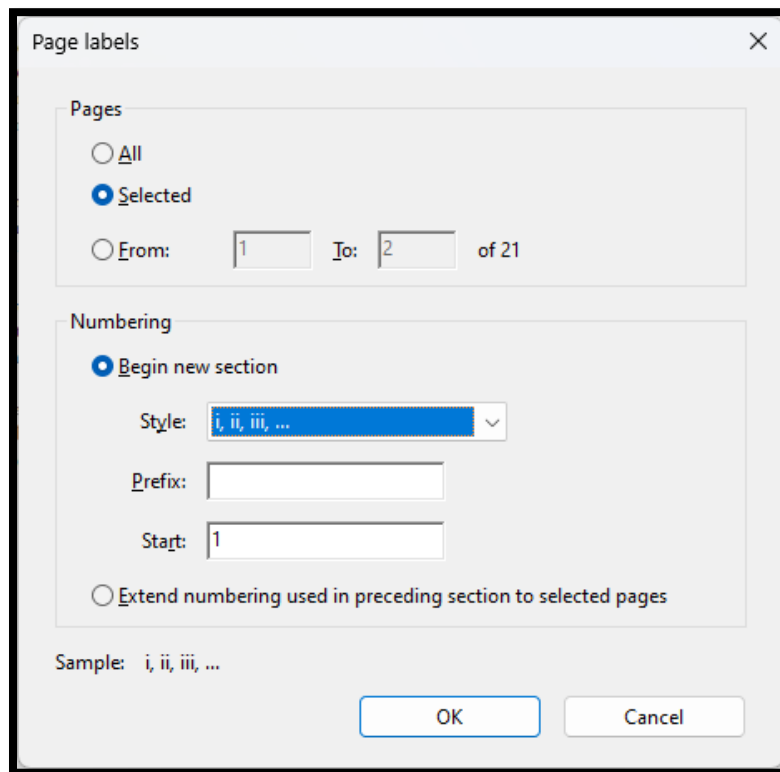 Page labels
Pages
All
Selected
From: 1 To: 2 of 21
Numbering
Begin new section
Style: i, ii, iii, ...
Prefix:
Start: 1
Extend numbering used in preceding section to selected pages
Sample: i, ii, iii, ...
OK Cancel